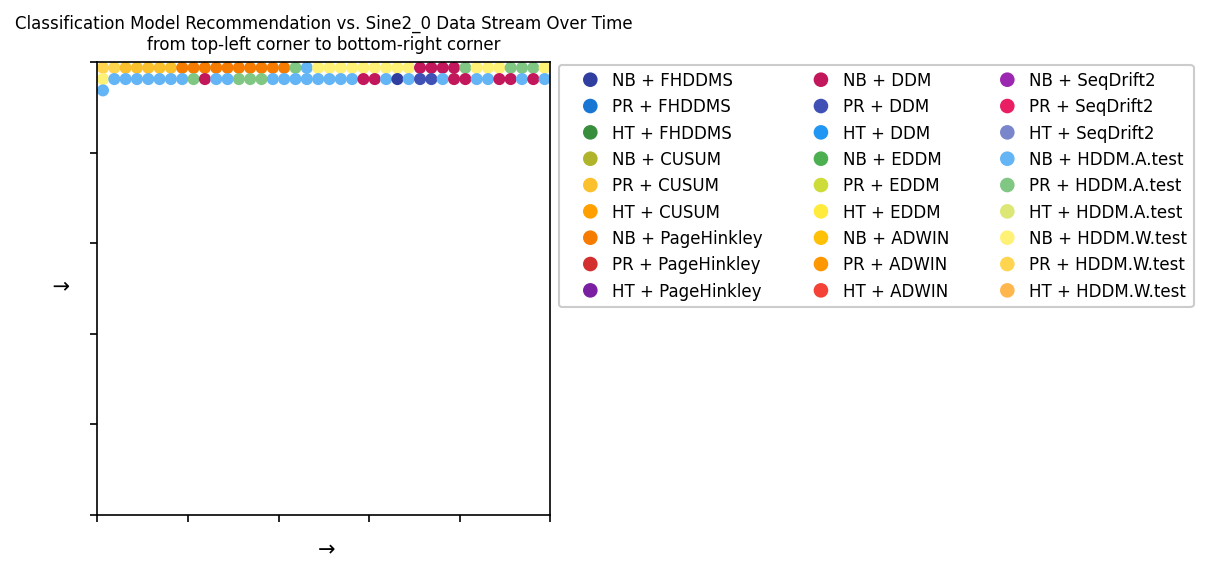 Classification Model Recommendation vs. Sine2_0 Data Stream Over Time
from top-left corner to bottom-right corner
NB + FHDDMS
PR + FHDDMS
HT + FHDDMS
NB + CUSUM
PR + CUSUM
HT + CUSUM
NB + PageHinkley
PR + PageHinkley
HT + PageHinkley
NB + DDM
PR + DDM
HT + DDM
NB + EDDM
PR + EDDM
HT + EDDM
NB + ADWIN
PR + ADWIN
HT + ADWIN
NB + SeqDrift2
PR + SeqDrift2
HT + SeqDrift2
NB + HDDM.A.test
PR + HDDM.A.test
HT + HDDM.A.test
NB + HDDM.W.test
PR + HDDM.W.test
HT + HDDM.W.test
→
→